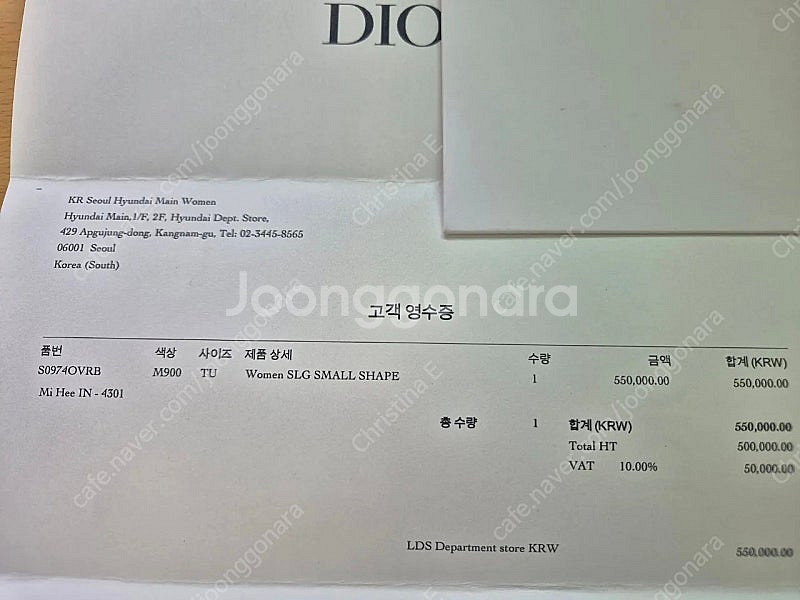 DIO
KR Seoul Hyundai Main Women
Hyundai Main,1/F, 2F, Hyundai Dept. Store,
429 Apgujung-dong, Kangnam-gu, Tel: 02-3445-8565
06001 Seoul
Korea (South)
Joonggonara
고객 영수증
품번 색상 사이즈 제품 상세 수량 금액 합계 (KRW)
S0974OVRB M900 TU Women SLG SMALL SHAPE 1 550,000.00 550,000.00
Mi Hee IN - 4301
총 수량 1 합계 (KRW) 550,000.00
Total HT 500,000.00
VAT 10.00% 50,000.00
LDS Department store KRW 550,000.00
cafe.naver.com/joonggonara
Christina E